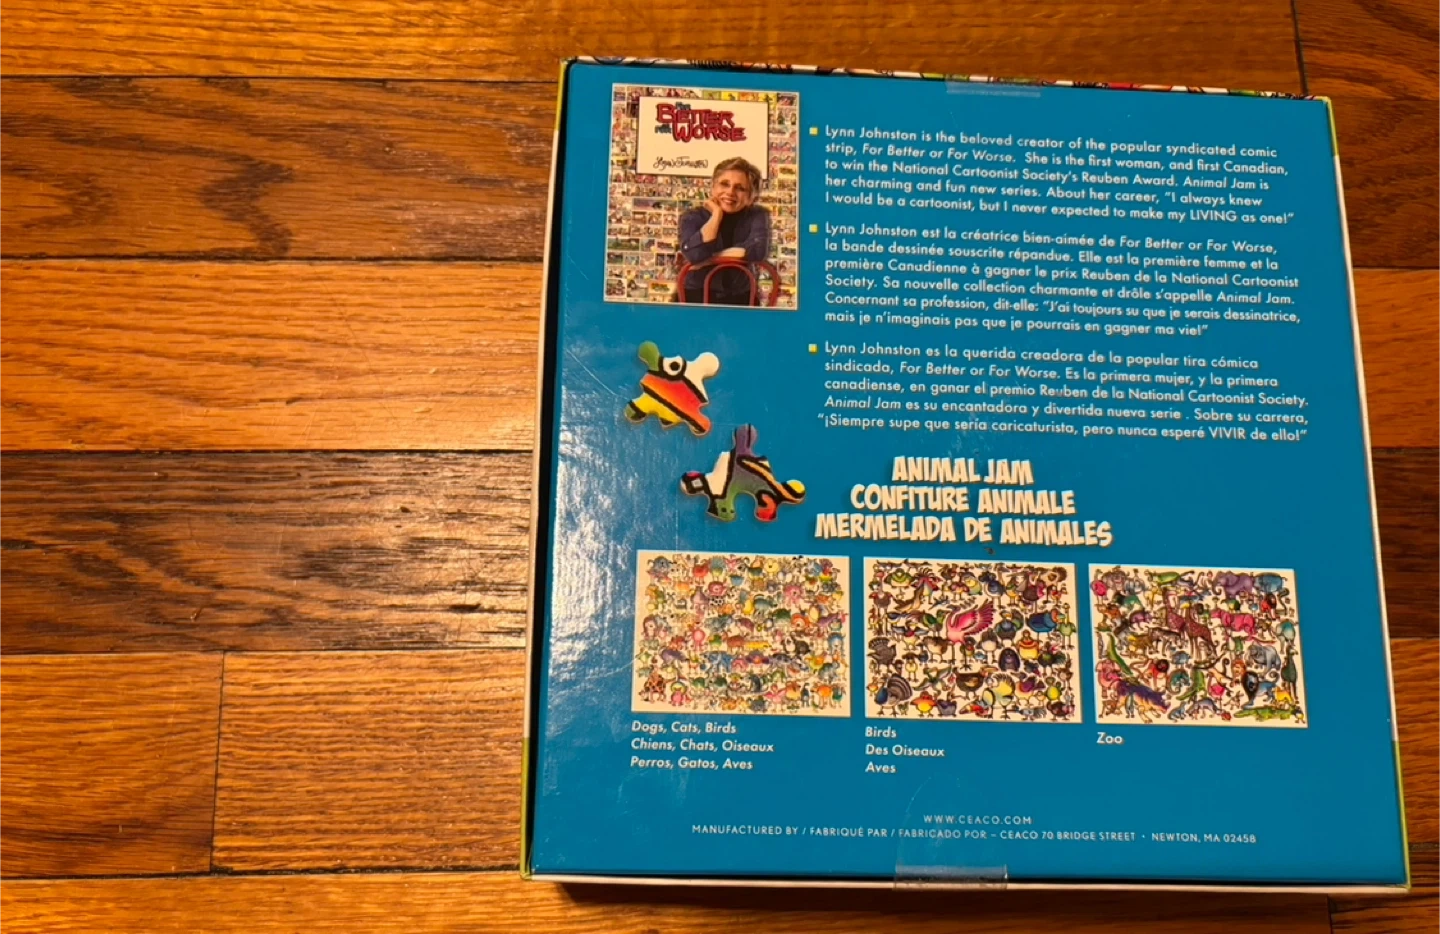 For
BETTER
or For
WORSE
Lynn Johnston
Lynn Johnston is the beloved creator of the popular syndicated comic
strip, For Better or For Worse. She is the first woman, and first Canadian,
to win the National Cartoonist Society's Reuben Award. Animal Jam is
her charming and fun new series. About her career, "I always knew
I would be a cartoonist, but I never expected to make my LIVING as one!"
Lynn Johnston est la créatrice bien-aimée de For Better or For Worse,
la bande dessinée souscrite répandue. Elle est la première femme et la
première Canadienne à gagner le prix Reuben de la National Cartoonist
Society. Sa nouvelle collection charmante et drôle s'appelle Animal Jam.
Concernant sa profession, dit-elle: "J'ai toujours su que je serais dessinatrice,
mais je n'imaginais pas que je pourrais en gagner ma vie!"
Lynn Johnston es la querida creadora de la popular tira cómica
sindicada, For Better or For Worse. Es la primera mujer, y la primera
canadiense, en ganar el premio Reuben de la National Cartoonist Society.
Animal Jam es su encantadora y divertida nueva serie . Sobre su carrera,
"¡Siempre supe que seria caricaturista, pero nunca esperé VIVIR de ello!"
ANIMAL JAM
CONFITURE ANIMALE
MERMELADA DE ANIMALES
Dogs, Cats, Birds
Chiens, Chats, Oiseaux
Perros, Gatos, Aves
Birds
Des Oiseaux
Aves
Zoo
WWW.CEACO.COM
MANUFACTURED BY / FABRIQUÉ PAR / FABRICADO POR – CEACO 70 BRIDGE STREET • NEWTON, MA 02458